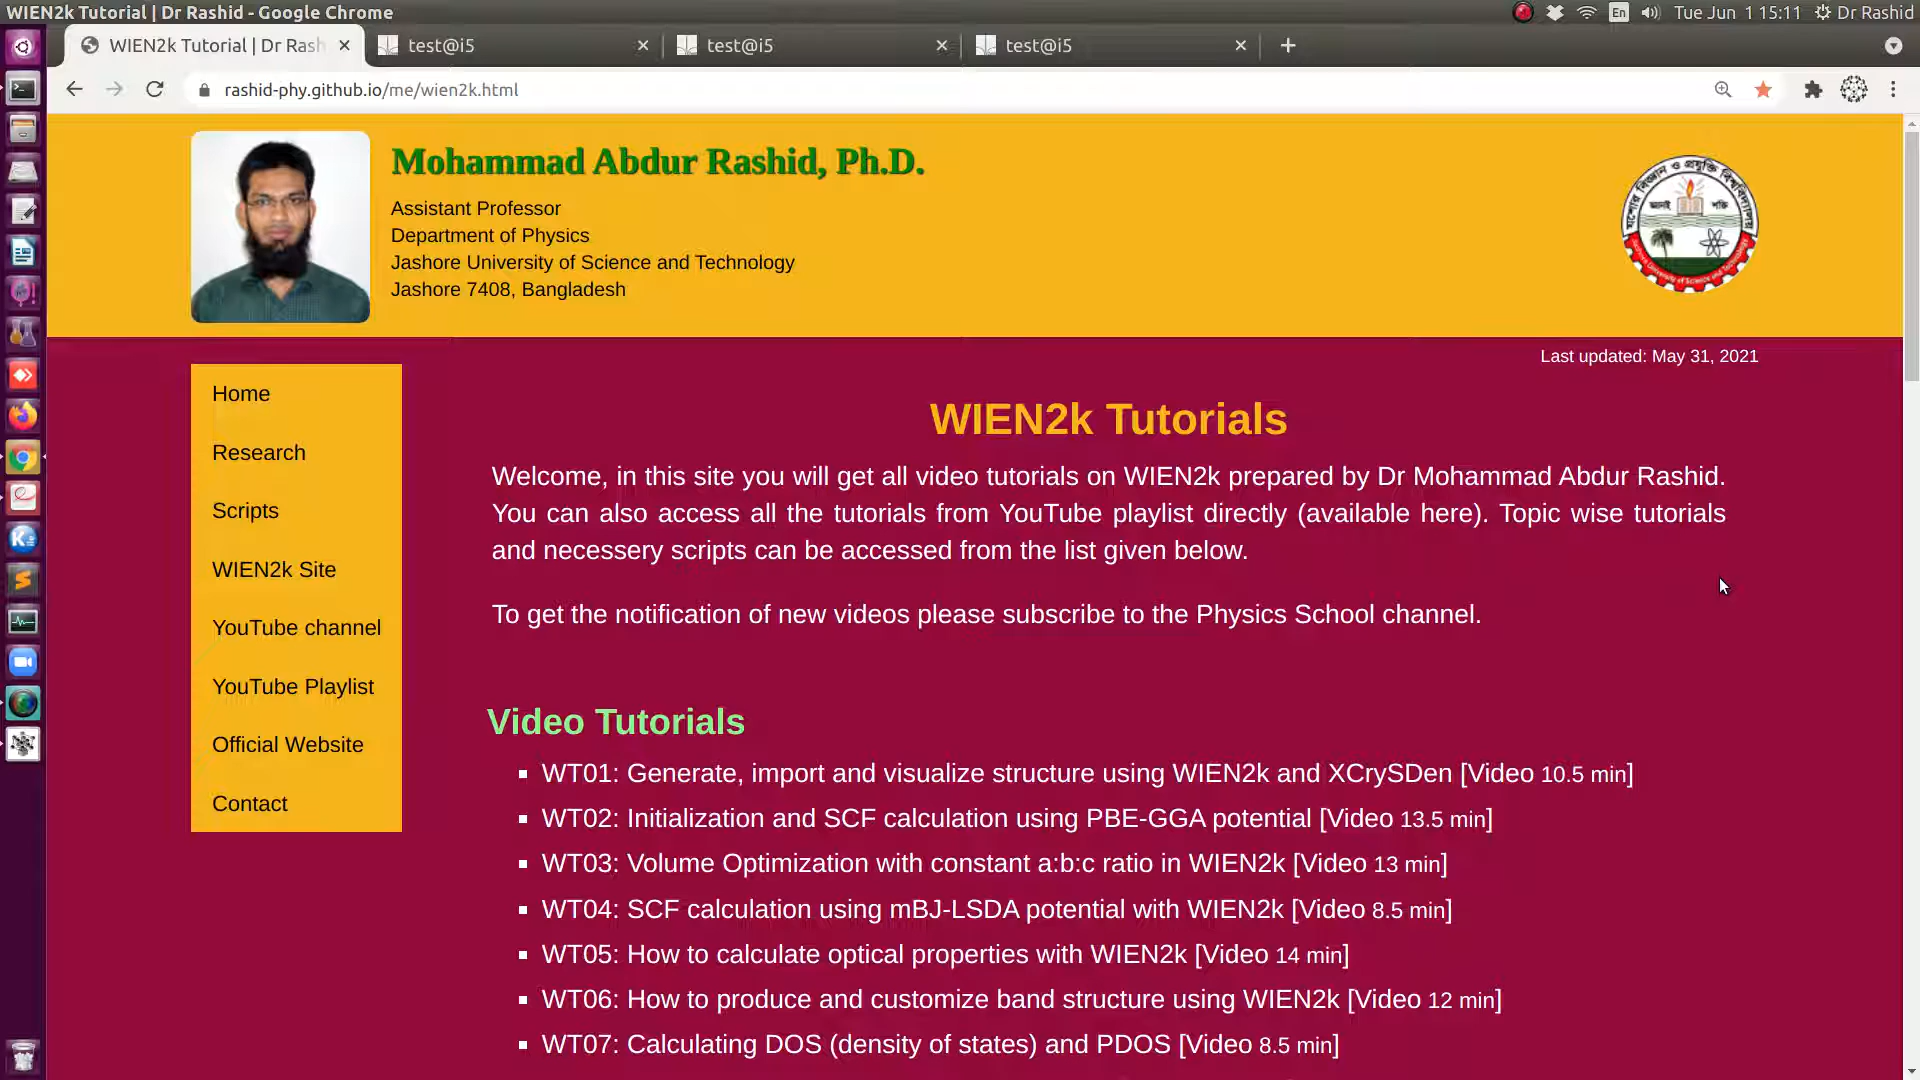 WIEN2k Tutorial | Dr Rashid - Google Chrome
En
Tue Jun 1 15:11
Dr Rashid
WIEN2k Tutorial | Dr Rash
test@i5
test@i5
test@i5
rashid-phy.github.io/me/wien2k.html
Mohammad Abdur Rashid, Ph.D.
Assistant Professor
Department of Physics
Jashore University of Science and Technology
Jashore 7408, Bangladesh
যশোর বিজ্ঞান ও প্রযুক্তি বিশ্ববিদ্যালয়
Jashore University of Science and Technology
Last updated: May 31, 2021
Home
Research
Scripts
WIEN2k Site
YouTube channel
YouTube Playlist
Official Website
Contact
WIEN2k Tutorials
Welcome, in this site you will get all video tutorials on WIEN2k prepared by Dr Mohammad Abdur Rashid.
You can also access all the tutorials from YouTube playlist directly (available here). Topic wise tutorials
and necessery scripts can be accessed from the list given below.
To get the notification of new videos please subscribe to the Physics School channel.
Video Tutorials
WT01: Generate, import and visualize structure using WIEN2k and XCrySDen [Video 10.5 min]
WT02: Initialization and SCF calculation using PBE-GGA potential [Video 13.5 min]
WT03: Volume Optimization with constant a:b:c ratio in WIEN2k [Video 13 min]
WT04: SCF calculation using mBJ-LSDA potential with WIEN2k [Video 8.5 min]
WT05: How to calculate optical properties with WIEN2k [Video 14 min]
WT06: How to produce and customize band structure using WIEN2k [Video 12 min]
WT07: Calculating DOS (density of states) and PDOS [Video 8.5 min]